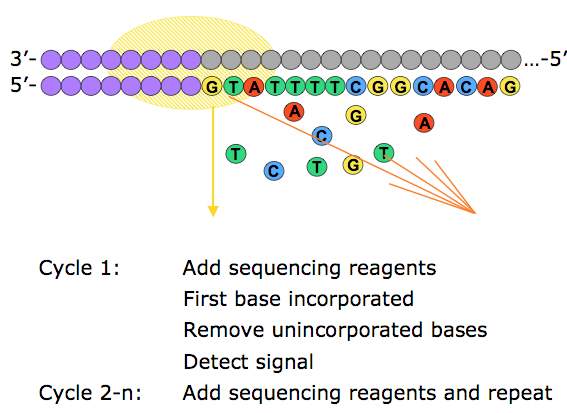 3’- ...-5’
5’- G T A T T T T C G G C A C A G
A G
C A
T C T G T
Cycle 1: Add sequencing reagents
First base incorporated
Remove unincorporated bases
Detect signal
Cycle 2-n: Add sequencing reagents and repeat